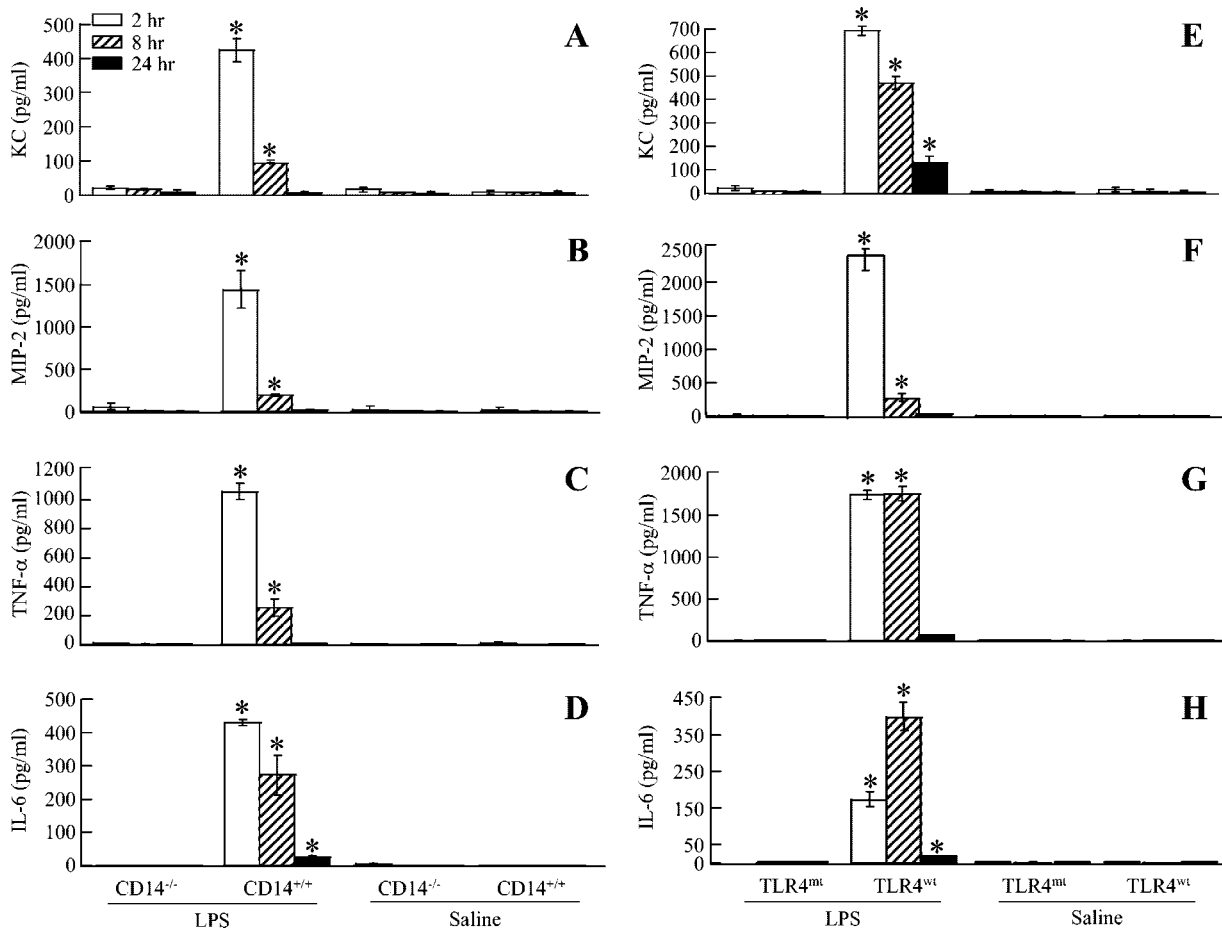 2 hr
8 hr
24 hr
A
KC (pg/ml)
500
400
300
200
100
0
* *
E
KC (pg/ml)
700
600
500
400
300
200
100
0
* * *
B
MIP-2 (pg/ml)
2000
1500
1000
500
0
* *
F
MIP-2 (pg/ml)
2500
2000
1500
1000
500
0
* *
C
TNF-α (pg/ml)
1200
1000
800
600
400
200
0
* *
G
TNF-α (pg/ml)
2000
1500
1000
500
0
* *
D
IL-6 (pg/ml)
500
400
300
200
100
0
* * *
H
IL-6 (pg/ml)
450
350
250
150
50
0
* * *
CD14⁻/⁻ CD14⁺/⁺ CD14⁻/⁻ CD14⁺/⁺
LPS Saline
TLR4ᵐᵗ TLR4ʷᵗ TLR4ᵐᵗ TLR4ʷᵗ
LPS Saline